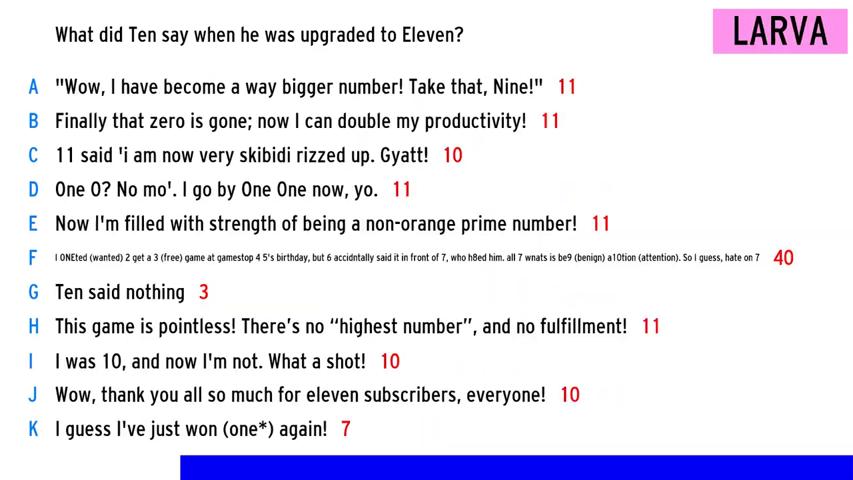 What did Ten say when he was upgraded to Eleven?
LARVA
A "Wow, I have become a way bigger number! Take that, Nine!" 11
B Finally that zero is gone; now I can double my productivity! 11
C 11 said 'i am now very skibidi rizzed up. Gyatt! 10
D One O? No mo'. I go by One One now, yo. 11
E Now I'm filled with strength of being a non-orange prime number! 11
F I ONEted (wanted) 2 get a 3 (free) game at gamestop 4 5's birthday, but 6 accidntally said it in front of 7, who h8ed him. all 7 wnats is be9 (benign) a10tion (attention). So I guess, hate on 7 40
G Ten said nothing 3
H This game is pointless! There's no “highest number”, and no fulfillment! 11
I I was 10, and now I'm not. What a shot! 10
J Wow, thank you all so much for eleven subscribers, everyone! 10
K I guess I've just won (one*) again! 7